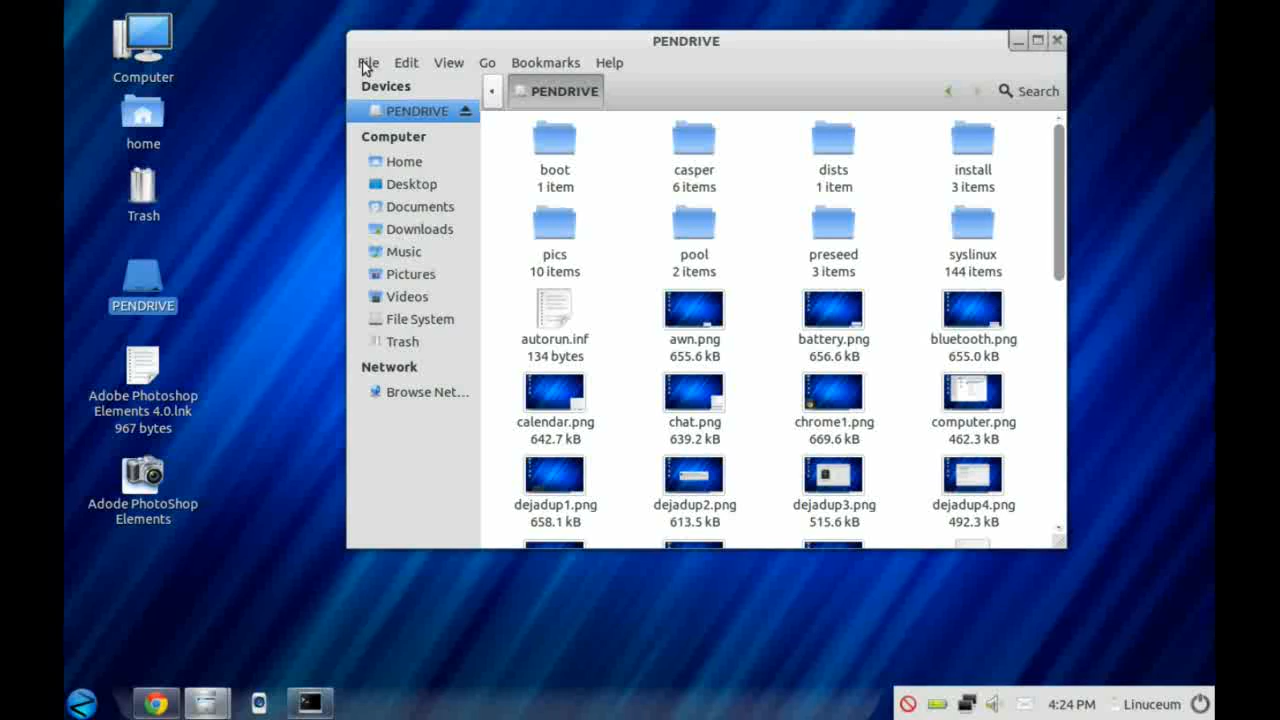 Computer
home
Trash
PENDRIVE
Adobe Photoshop
Elements 4.0.lnk
967 bytes
Adode PhotoShop
Elements
PENDRIVE
File Edit View Go Bookmarks Help
Devices
PENDRIVE
Computer
Home
Desktop
Documents
Downloads
Music
Pictures
Videos
File System
Trash
Network
Browse Net...
PENDRIVE
Search
boot
1 item
casper
6 items
dists
1 item
install
3 items
pics
10 items
pool
2 items
preseed
3 items
syslinux
144 items
autorun.inf
134 bytes
awn.png
655.6 kB
battery.png
656.6 kB
bluetooth.png
655.0 kB
calendar.png
642.7 kB
chat.png
639.2 kB
chrome1.png
669.6 kB
computer.png
462.3 kB
dejadup1.png
658.1 kB
dejadup2.png
613.5 kB
dejadup3.png
515.6 kB
dejadup4.png
492.3 kB
4:24 PM
Linuceum